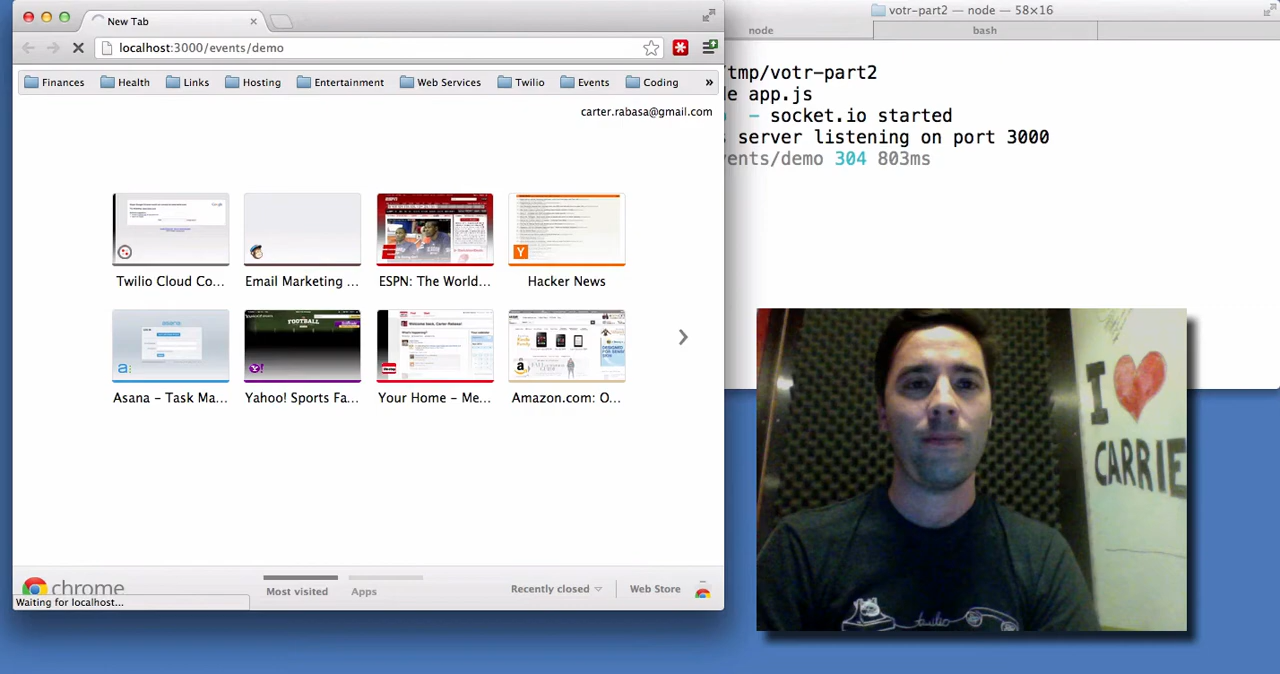 New Tab
localhost:3000/events/demo
Finances
Health
Links
Hosting
Entertainment
Web Services
Twilio
Events
Coding
»
carter.rabasa@gmail.com
Twilio Cloud Co...
Email Marketing ...
ESPN: The World...
Hacker News
Asana – Task Ma...
Yahoo! Sports Fa...
Your Home – Me...
Amazon.com: O...
chrome
Most visited
Apps
Recently closed
Web Store
Waiting for localhost...
votr-part2 — node — 58×16
node
bash
/tmp/votr-part2
app.js
- socket.io started
server listening on port 3000
/demo 304 803ms
I
CARRIE
twilio